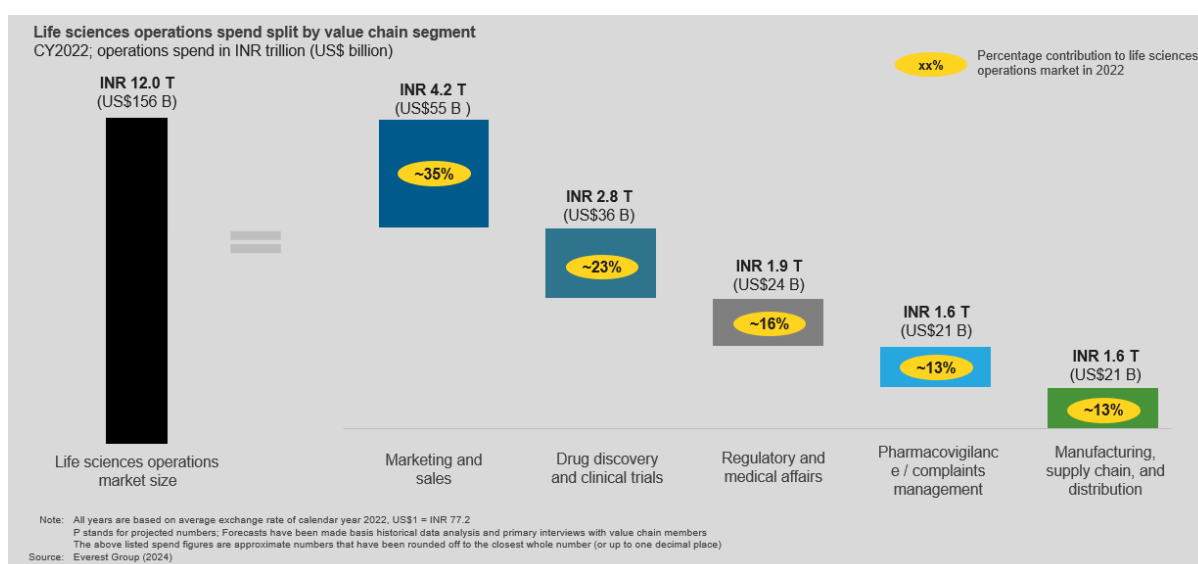 Life sciences operations spend split by value chain segment
CY2022; operations spend in INR trillion (US$ billion)
xx%
Percentage contribution to life sciences
operations market in 2022
INR 12.0 T
(US$156 B)
INR 4.2 T
(US$55 B )
~35%
INR 2.8 T
(US$36 B)
~23%
INR 1.9 T
(US$24 B)
~16%
INR 1.6 T
(US$21 B)
~13%
INR 1.6 T
(US$21 B)
~13%
Life sciences operations
market size
Marketing and
sales
Drug discovery
and clinical trials
Regulatory and
medical affairs
Pharmacovigilanc
e / complaints
management
Manufacturing,
supply chain, and
distribution
Note: All years are based on average exchange rate of calendar year 2022, US$1 = INR 77.2
P stands for projected numbers; Forecasts have been made basis historical data analysis and primary interviews with value chain members
The above listed spend figures are approximate numbers that have been rounded off to the closest whole number (or up to one decimal place)
Source: Everest Group (2024)